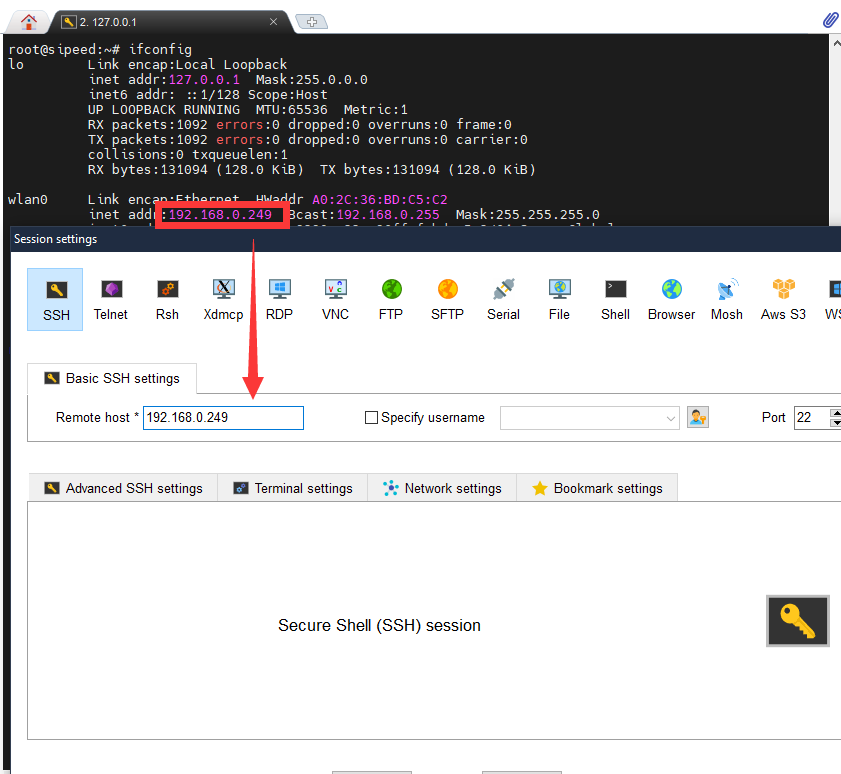 2. 127.0.0.1
root@sipeed:~# ifconfig
lo Link encap:Local Loopback
inet addr:127.0.0.1 Mask:255.0.0.0
inet6 addr: ::1/128 Scope:Host
UP LOOPBACK RUNNING MTU:65536 Metric:1
RX packets:1092 errors:0 dropped:0 overruns:0 frame:0
TX packets:1092 errors:0 dropped:0 overruns:0 carrier:0
collisions:0 txqueuelen:1
RX bytes:131094 (128.0 KiB) TX bytes:131094 (128.0 KiB)
wlan0 Link encap:Ethernet HWaddr A0:2C:36:BD:C5:C2
inet addr:192.168.0.249 Bcast:192.168.0.255 Mask:255.255.255.0
Session settings
SSH Telnet Rsh Xdmcp RDP VNC FTP SFTP Serial File Shell Browser Mosh Aws S3
Basic SSH settings
Remote host * 192.168.0.249 Specify username Port 22
Advanced SSH settings Terminal settings Network settings Bookmark settings
Secure Shell (SSH) session